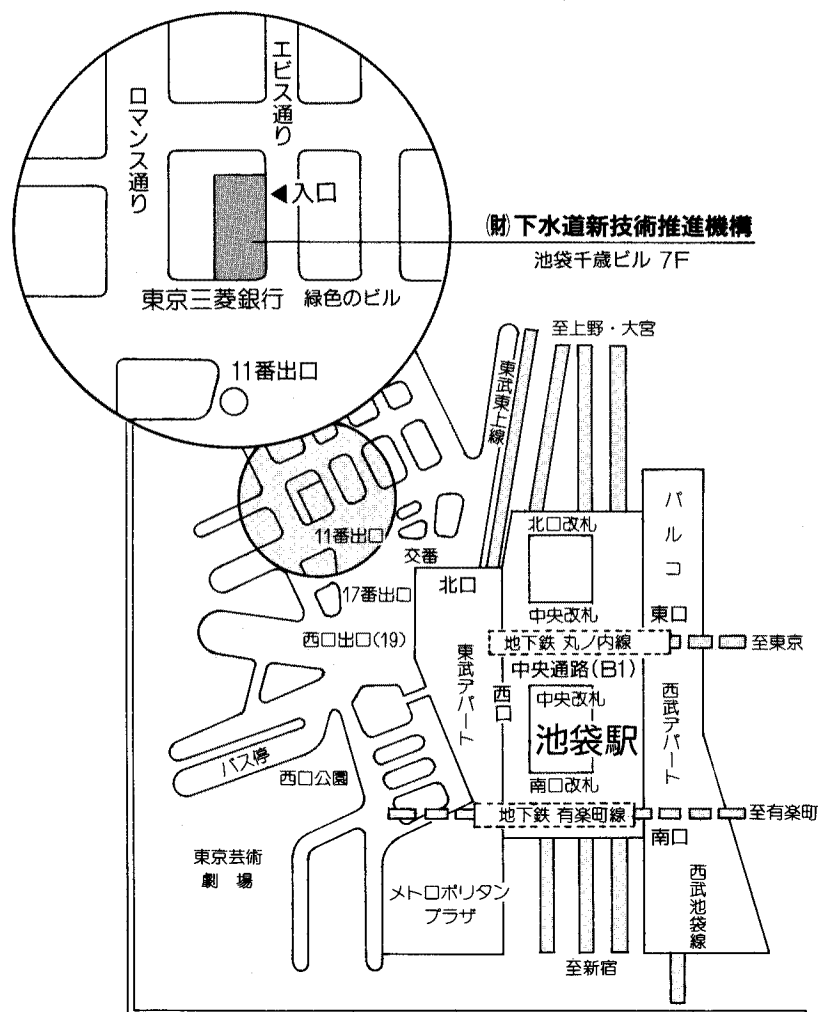 エビス通り
ロマンス通り
入口
(財)下水道新技術推進機構
池袋千歳ビル 7F
東京三菱銀行
緑色のビル
11番出口
至上野・大宮
東武東上線
11番出口
交番
北口改札
パルコ
17番出口
北口
中央改札
東口
西口出口(19)
地下鉄 丸ノ内線
至東京
中央通路(B1)
東武デパート
西口
中央改札
西武デパート
池袋駅
バス停
西口公園
南口改札
地下鉄 有楽町線
至有楽町
南口
東京芸術
劇場
メトロポリタン
プラザ
西武池袋線
至新宿